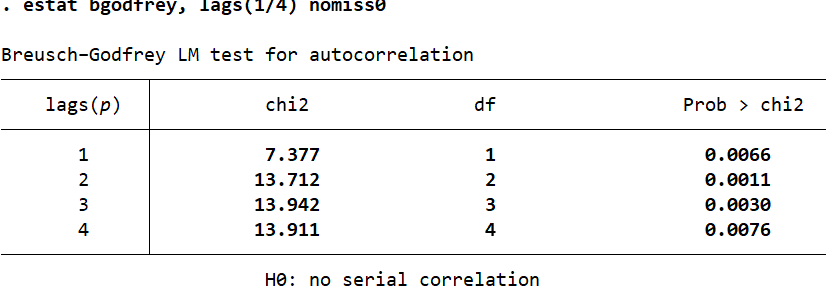 . estat bgodfrey, lags(1/4) nomiss0
Breusch–Godfrey LM test for autocorrelation
lags(p) chi2 df Prob > chi2
1 7.377 1 0.0066
2 13.712 2 0.0011
3 13.942 3 0.0030
4 13.911 4 0.0076
H0: no serial correlation